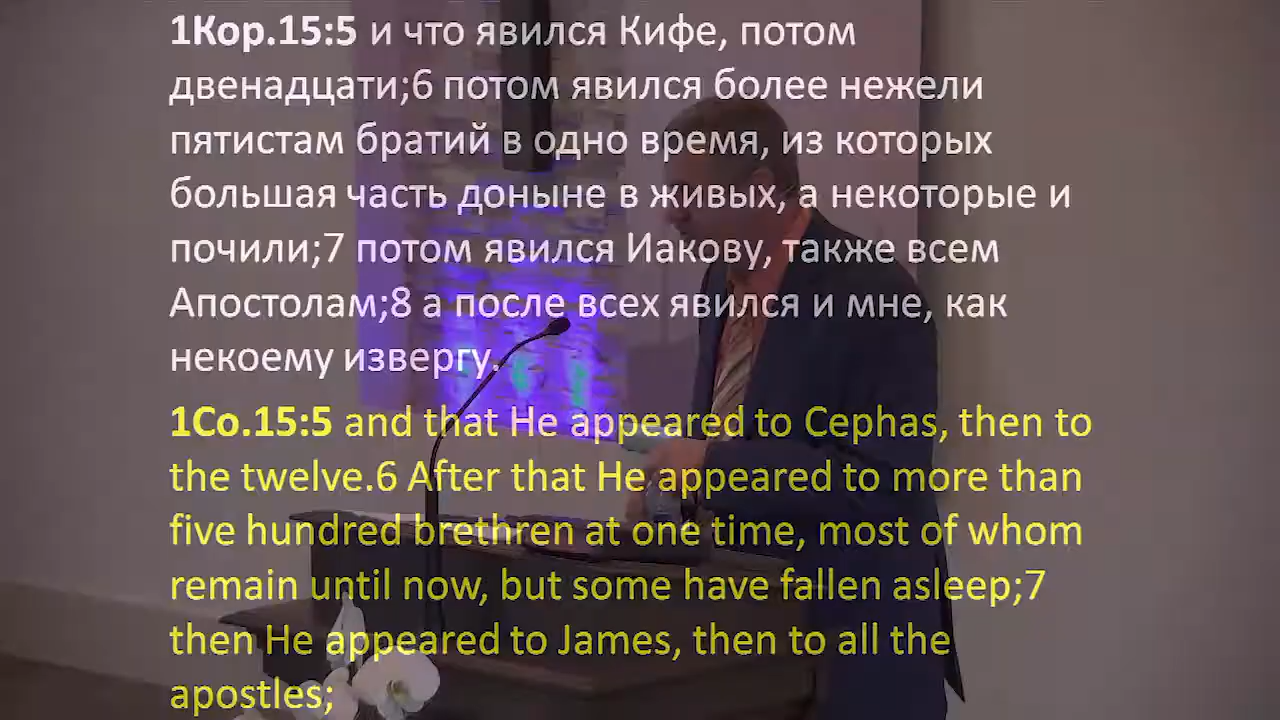 1Кор.15:5 и что явился Кифе, потом
двенадцати;6 потом явился более нежели
пятистам братий в одно время, из которых
большая часть доныне в живых, а некоторые и
почили;7 потом явился Иакову, также всем
Апостолам;8 а после всех явился и мне, как
некоему извергу.
1Co.15:5 and that He appeared to Cephas, then to
the twelve.6 After that He appeared to more than
five hundred brethren at one time, most of whom
remain until now, but some have fallen asleep;7
then He appeared to James, then to all the
apostles;